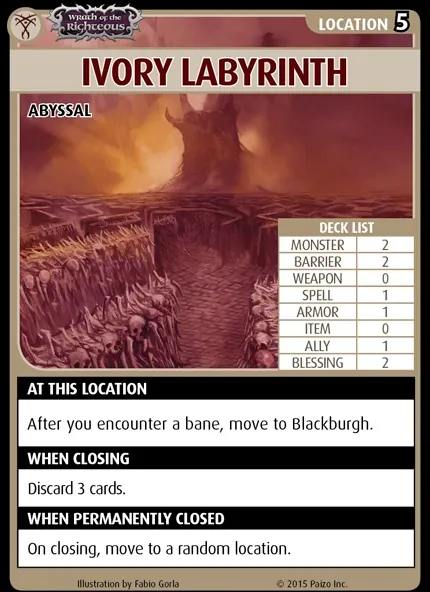 WRATH of the
RIGHTEOUS
LOCATION 5
IVORY LABYRINTH
ABYSSAL
DECK LIST
MONSTER 2
BARRIER 2
WEAPON 0
SPELL 1
ARMOR 1
ITEM 0
ALLY 1
BLESSING 2
AT THIS LOCATION
After you encounter a bane, move to Blackburgh.
WHEN CLOSING
Discard 3 cards.
WHEN PERMANENTLY CLOSED
On closing, move to a random location.
Illustration by Fabio Gorla © 2015 Paizo Inc.